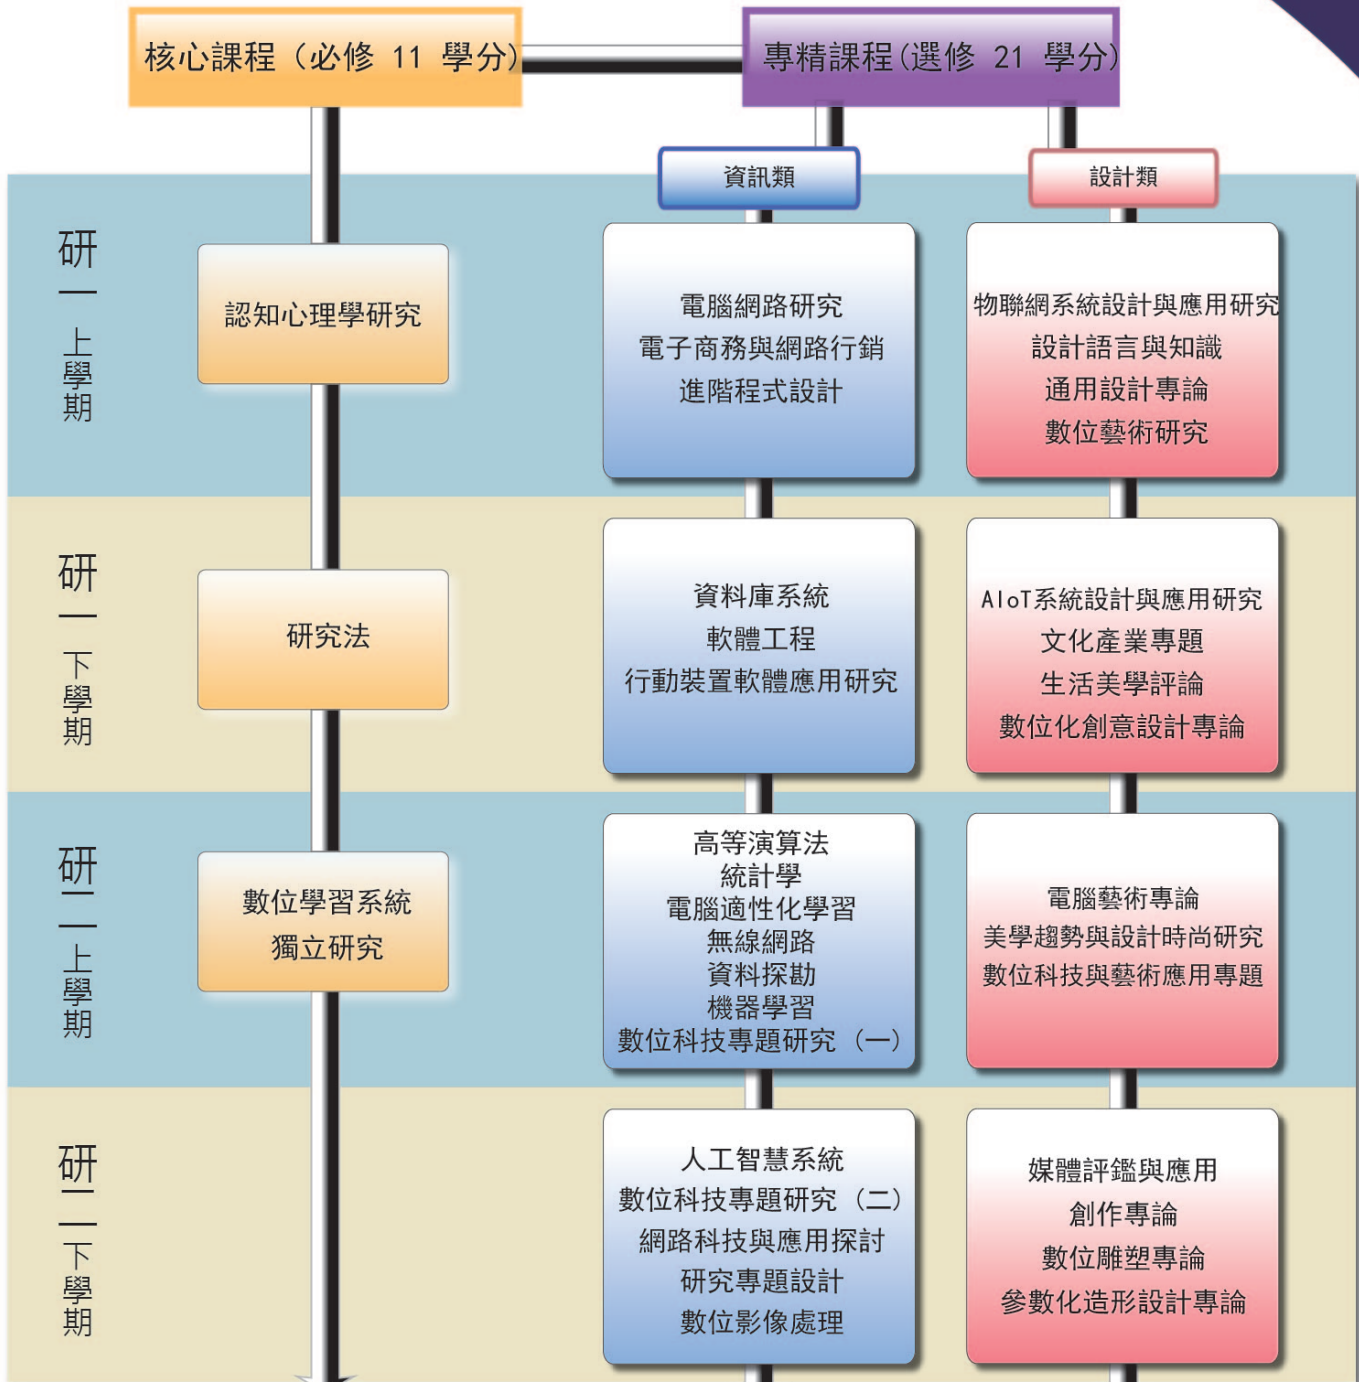 核心課程（必修 11 學分）
專精課程(選修 21 學分)
資訊類
設計類
研一上學期
認知心理學研究
電腦網路研究
電子商務與網路行銷
進階程式設計
物聯網系統設計與應用研究
設計語言與知識
通用設計專論
數位藝術研究
研一下學期
研究法
資料庫系統
軟體工程
行動裝置軟體應用研究
AIoT系統設計與應用研究
文化產業專題
生活美學評論
數位化創意設計專論
研二上學期
數位學習系統
獨立研究
高等演算法
統計學
電腦適性化學習
無線網路
資料探勘
機器學習
數位科技專題研究（一）
電腦藝術專論
美學趨勢與設計時尚研究
數位科技與藝術應用專題
研二下學期
人工智慧系統
數位科技專題研究（二）
網路科技與應用探討
研究專題設計
數位影像處理
媒體評鑑與應用
創作專論
數位雕塑專論
參數化造形設計專論